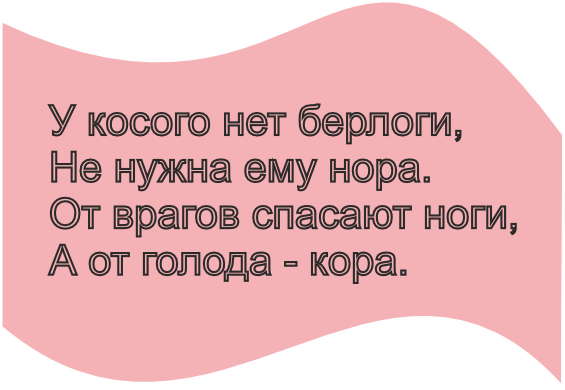 У косого нет берлоги,
Не нужна ему нора.
От врагов спасают ноги,
А от голода - кора.